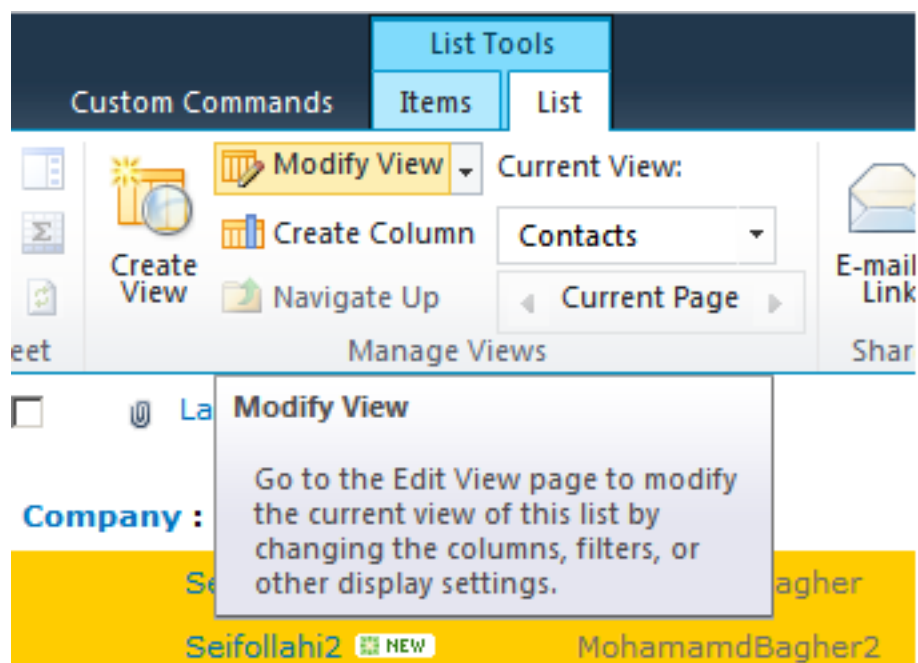 List Tools
Custom Commands Items List
Modify View Current View:
Create Column Contacts
Create View
Navigate Up Current Page
E-mail
Link
eet Manage Views Shar
La
Modify View
Go to the Edit View page to modify
the current view of this list by
changing the columns, filters, or
other display settings.
Company :
Se agher
Seifollahi2 NEW MohamamdBagher2